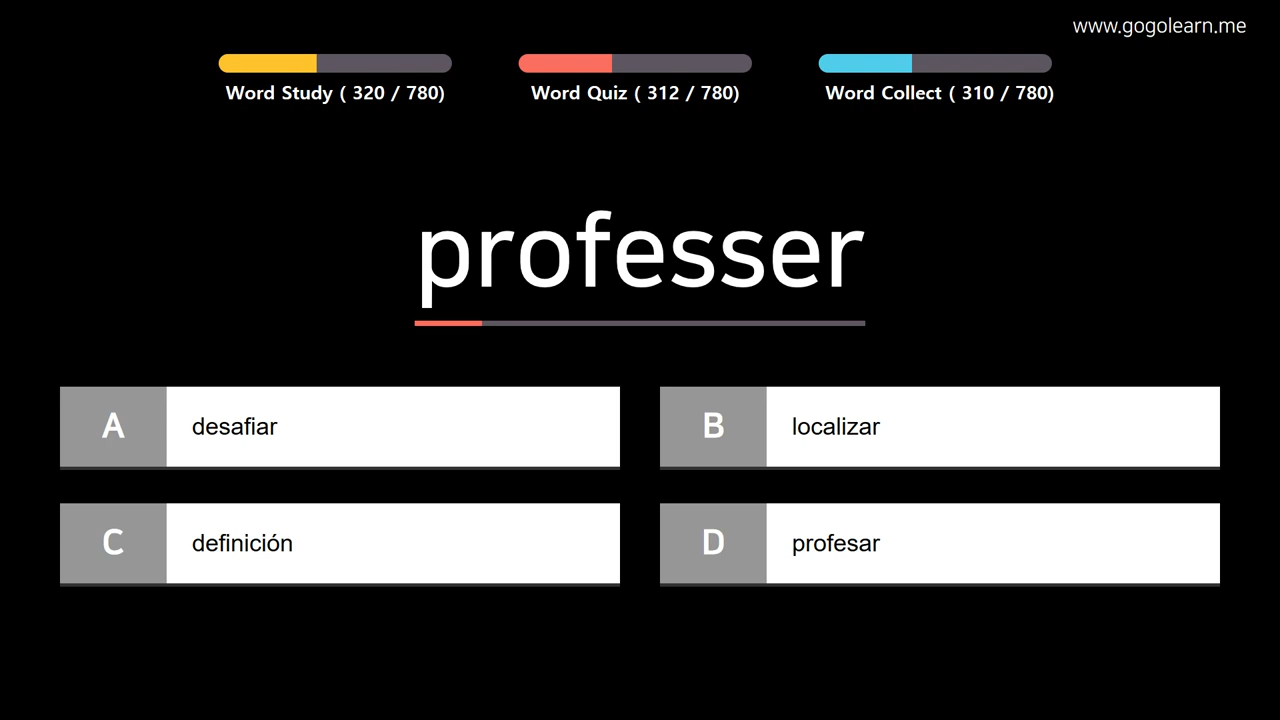 www.gogolearn.me
Word Study ( 320 / 780)
Word Quiz ( 312 / 780)
Word Collect ( 310 / 780)
professer
A desafiar
B localizar
C definición
D profesar